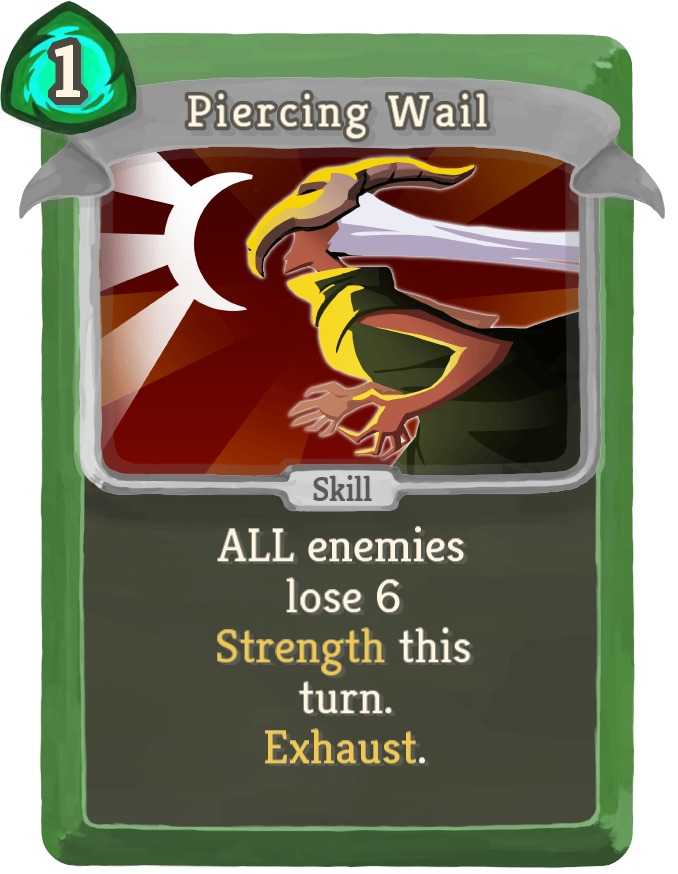 1
Piercing Wail
Skill
ALL enemies
lose 6
Strength this
turn.
Exhaust.